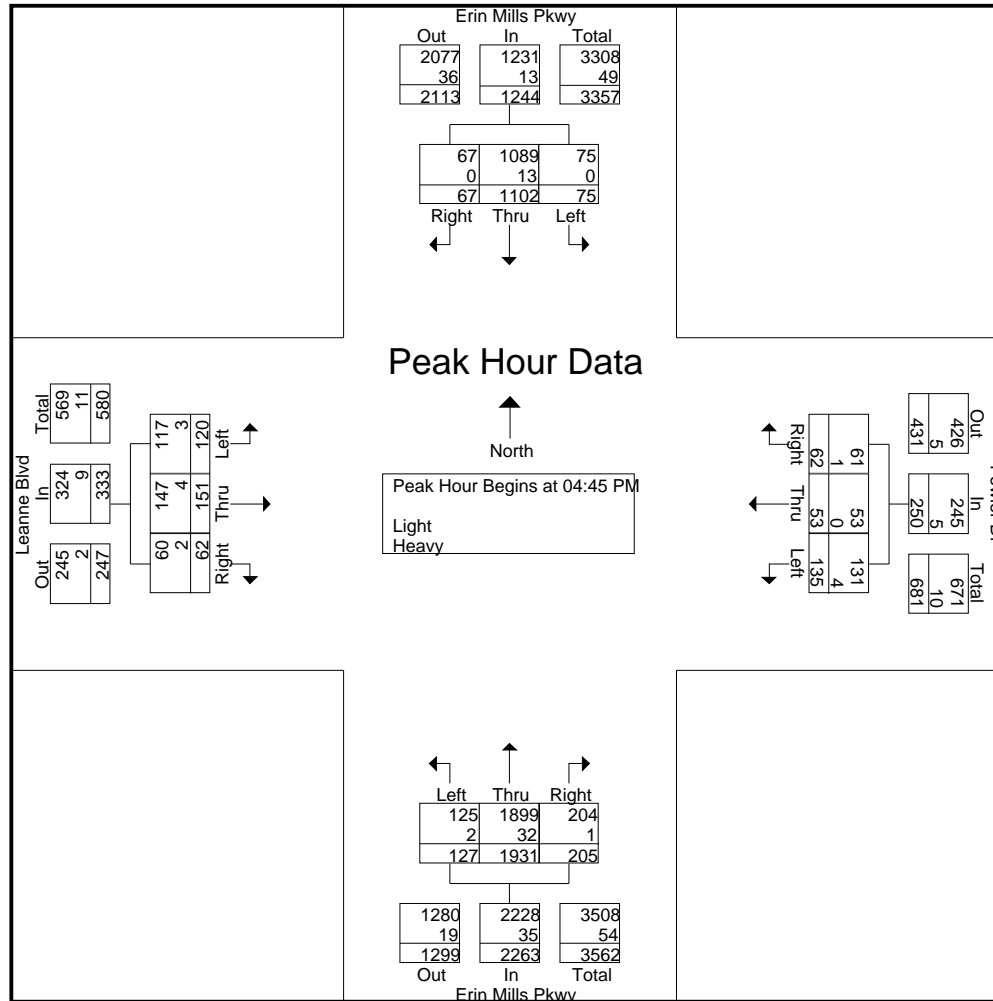 Erin Mills Pkwy
Out In Total
2077 1231 3308
36 13 49
2113 1244 3357
67 1089 75
0 13 0
67 1102 75
Right Thru Left
Peak Hour Data
North
Peak Hour Begins at 04:45 PM
Light
Heavy
Leanne Blvd
Out In Total
245 324 569
2 9 11
247 333 580
Left Thru Right
117 147 60
3 4 2
120 151 62
Out In Total
426 245 671
5 5 10
431 250 681
Right Thru Left
61 53 131
1 0 4
62 53 135
Left Thru Right
125 1899 204
2 32 1
127 1931 205
1280 2228 3508
19 35 54
1299 2263 3562
Out In Total
Erin Mills Pkwy